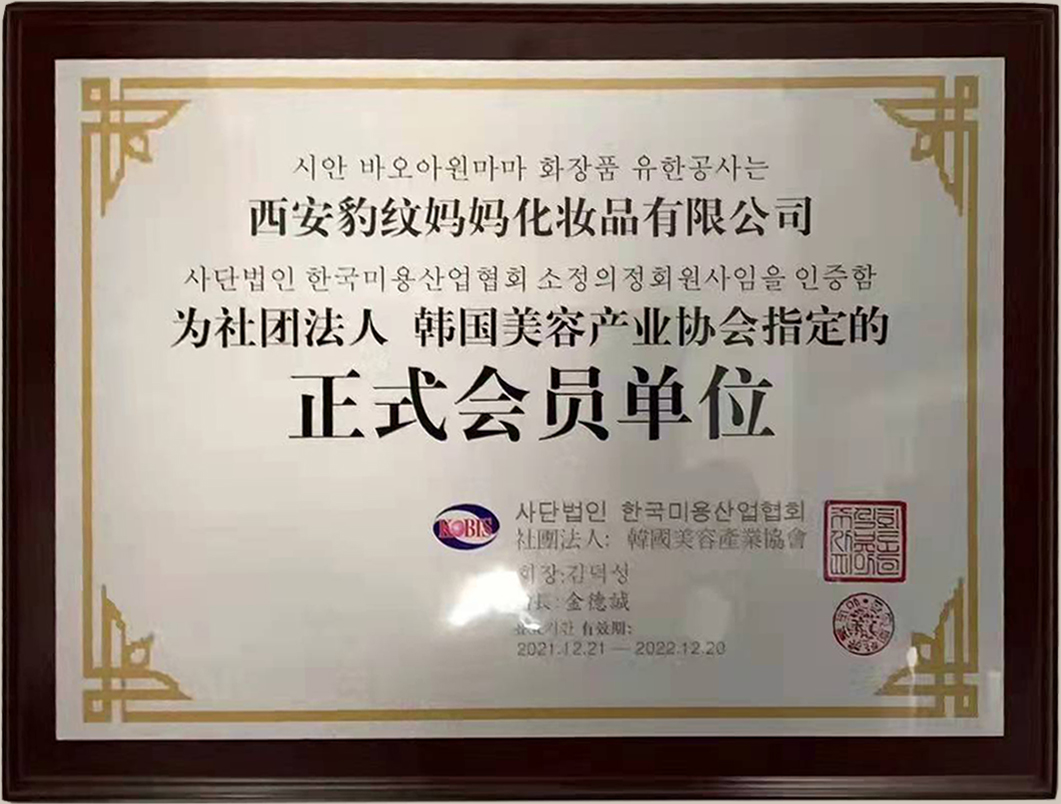 시안 바오아원마마 화장품 유한공사는
西安豹纹妈妈化妆品有限公司
사단법인 한국미용산업협회 소정의정회원사임을 인증함
为社团法人 韩国美容产业协会指定的
正式会员单位
KOBIS
사단법인 한국미용산업협회
社團法人: 韓國美容產業協會
회장:김덕성
長:金德誠
有效期:
2021.12.21 — 2022.12.20